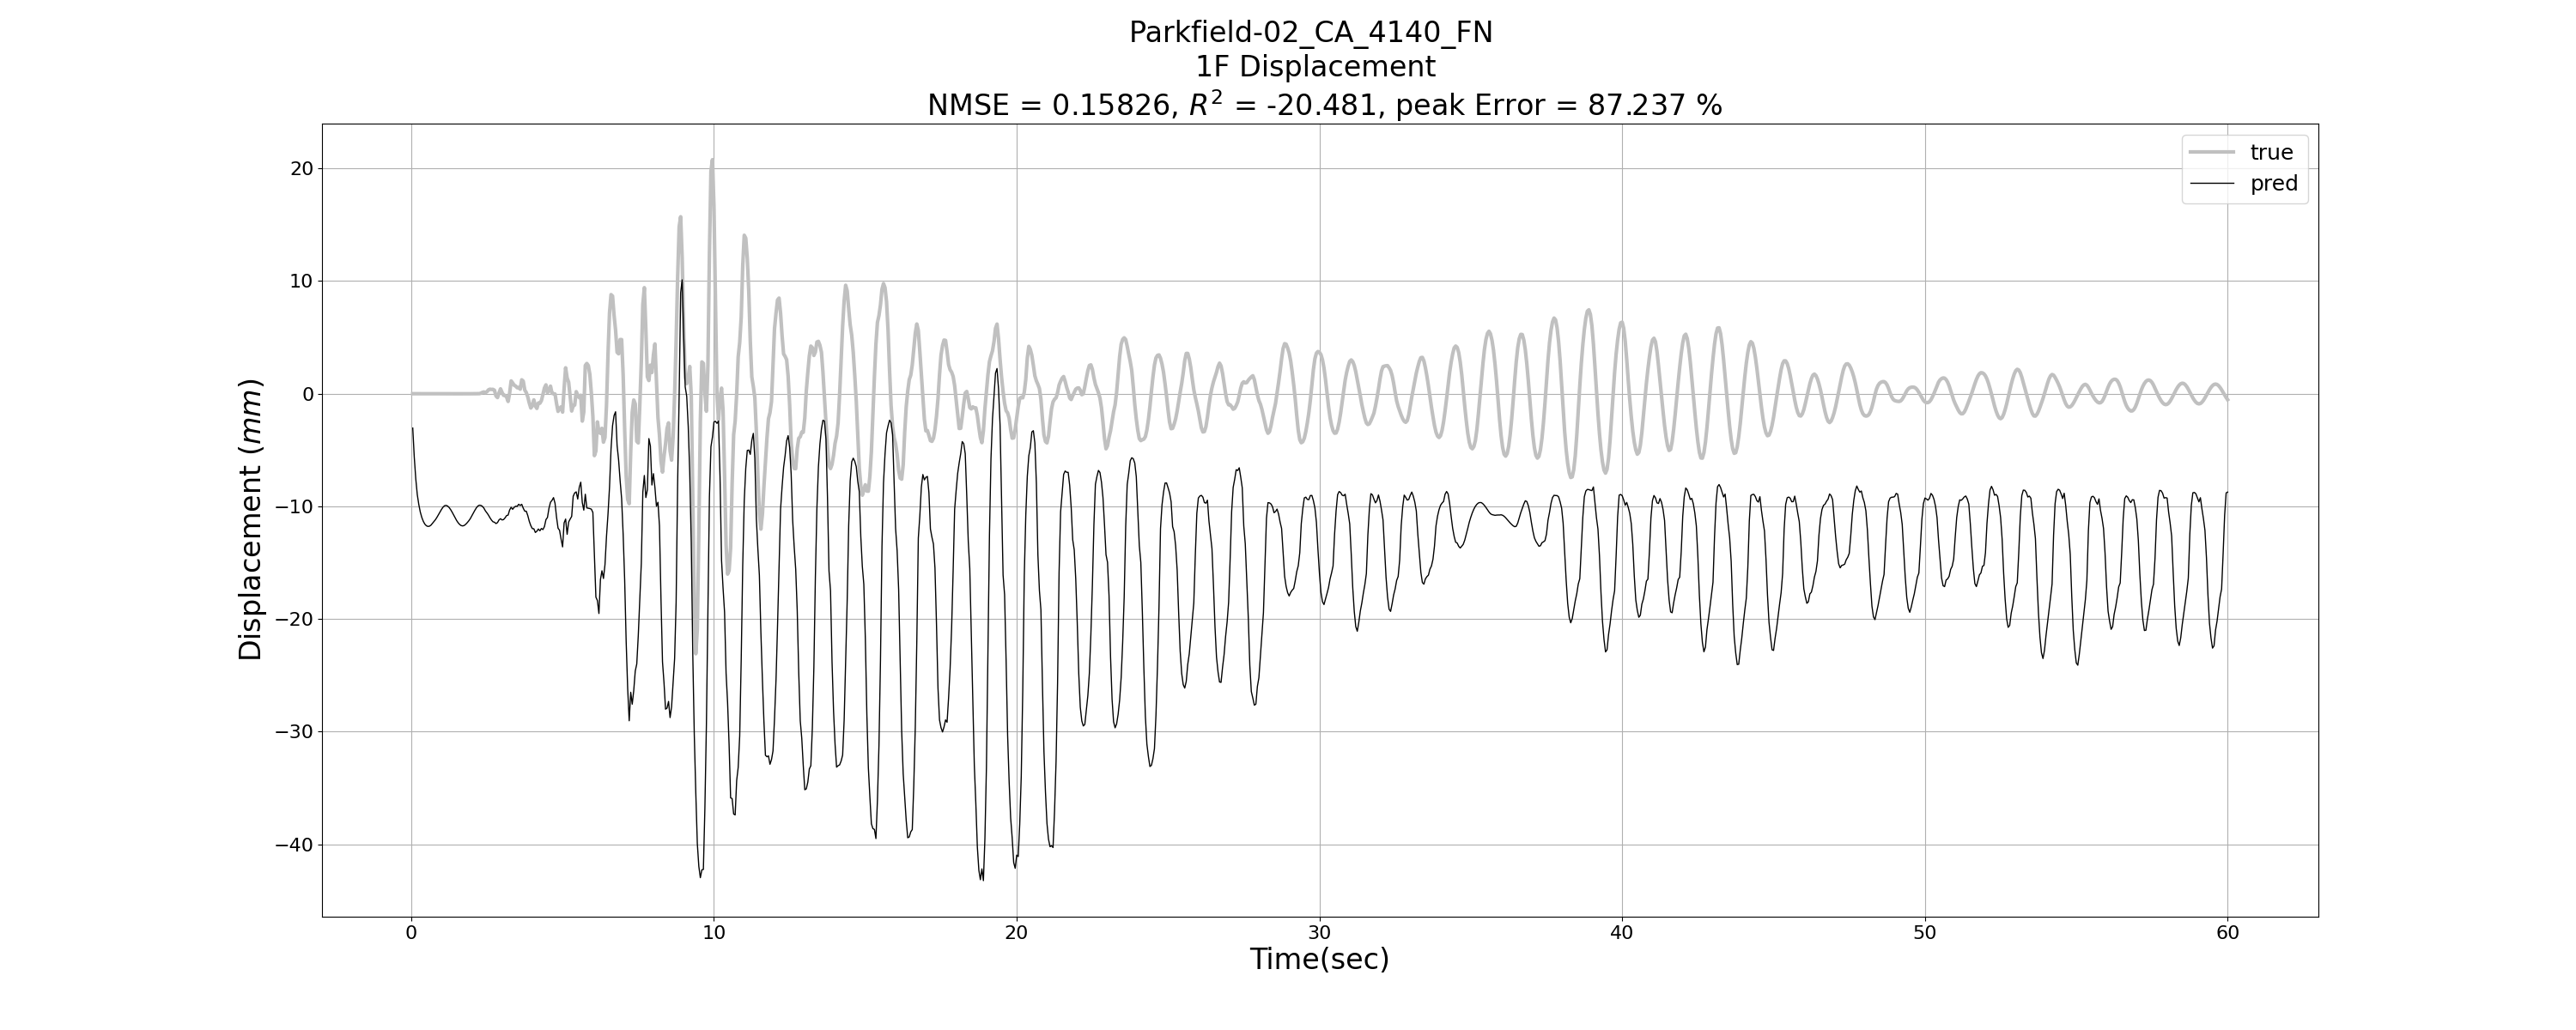 Parkfield-02_CA_4140_FN
1F Displacement
NMSE = 0.15826, R² = -20.481, peak Error = 87.237 %
true
pred
Displacement (mm)
20
10
0
−10
−20
−30
−40
0 10 20 30 40 50 60
Time(sec)